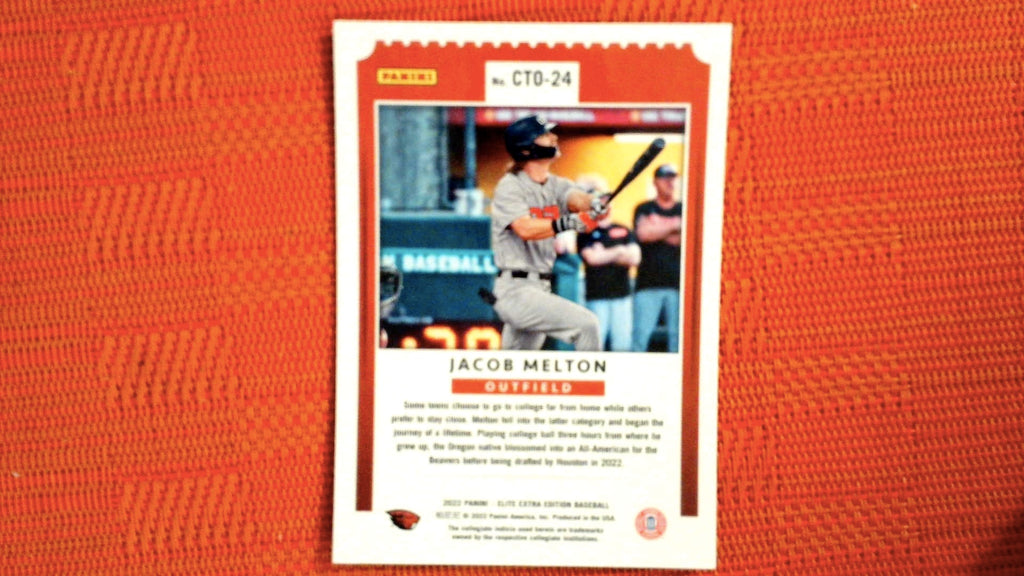 PANINI
No. CTO-24
BASEBALL
JACOB MELTON
OUTFIELD
Some teens choose to go to college far from home while others
prefer to stay close. Melton fell into the latter category and began the
journey of a lifetime. Playing college ball three hours from where he
grew up, the Oregon native blossomed into an All-American for the
Beavers before being drafted by Houston in 2022.
2022 PANINI - ELITE EXTRA EDITION BASEBALL
© 2022 Panini America, Inc. Produced in the USA.
The collegiate indicia used herein are trademarks
owned by the respective collegiate institutions.